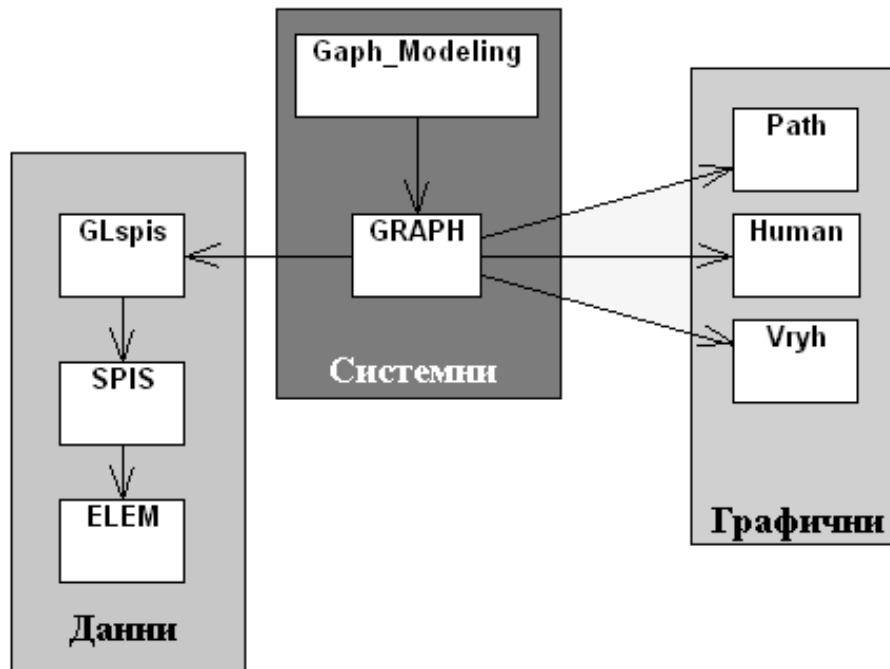 Gaph_Modeling
GRAPH
Системни
GLspis
SPIS
ELEM
Данни
Path
Human
Vryh
Графични